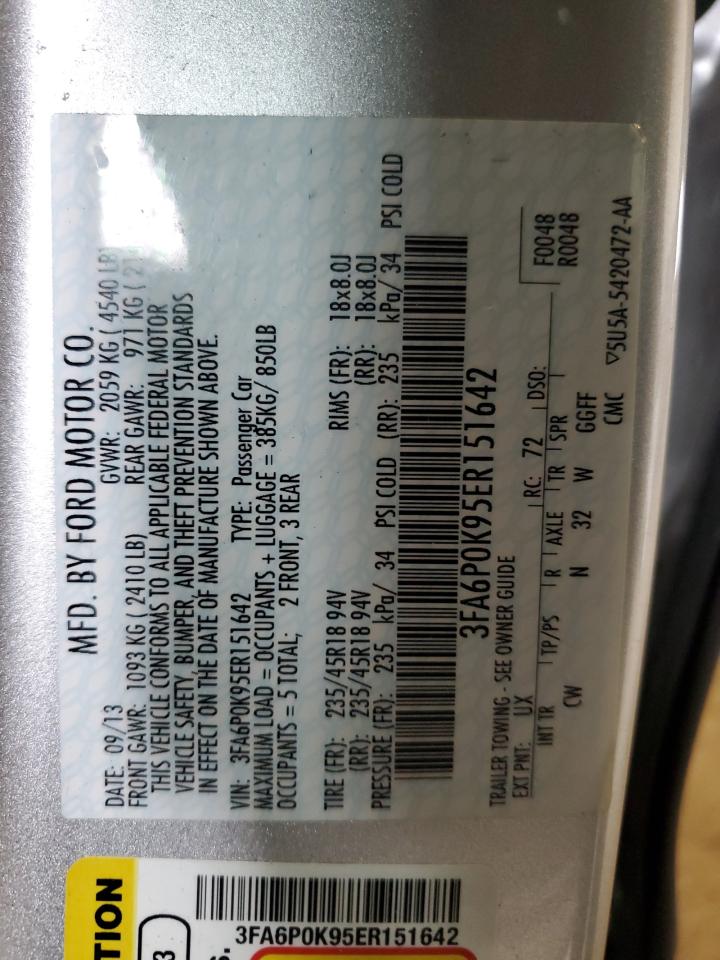 MFD. BY FORD MOTOR CO.
DATE: 09/13 GVWR: 2059 KG ( 4540 LB)
FRONT GAWR: 1093 KG ( 2410 LB) REAR GAWR: 971 KG (
THIS VEHICLE CONFORMS TO ALL APPLICABLE FEDERAL MOTOR
VEHICLE SAFETY, BUMPER, AND THEFT PREVENTION STANDARDS
IN EFFECT ON THE DATE OF MANUFACTURE SHOWN ABOVE.
VIN: 3FA6P0K95ER151642 TYPE: Passenger Car
MAXIMUM LOAD = OCCUPANTS + LUGGAGE = 385KG/ 850LB
OCCUPANTS = 5 TOTAL; 2 FRONT, 3 REAR
TIRE (FR): 235/45R18 94V RIMS (FR): 18x8.0J
(RR): 235/45R18 94V (RR): 18x8.0J
PRESSURE (FR): 235 kPa/ 34 PSI COLD (RR): 235 kPa/ 34 PSI COLD
3FA6P0K95ER151642
TRAILER TOWING - SEE OWNER GUIDE
EXT PNT: UX RC: 72 DSO: F0048
R0048
INT TR TP/PS R AXLE TR SPR
CW N 32 W GGFF
CMC ▽5U5A-5420472-AA
TION
3
S.
3FA6P0K95ER151642